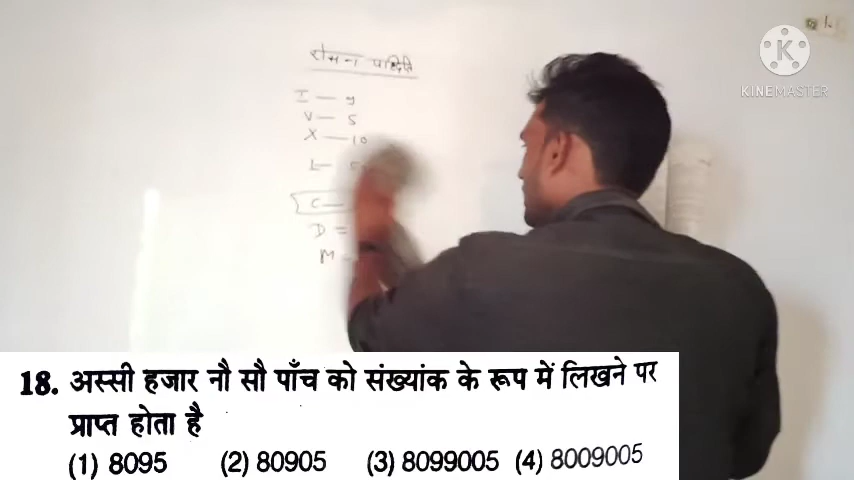 KINEMASTER
रोमन पद्धति
I — 1
V — 5
X — 10
L —
C —
D =
M
18. अस्सी हजार नौ सौ पाँच को संख्यांक के रूप में लिखने पर
प्राप्त होता है
(1) 8095 (2) 80905 (3) 8099005 (4) 8009005